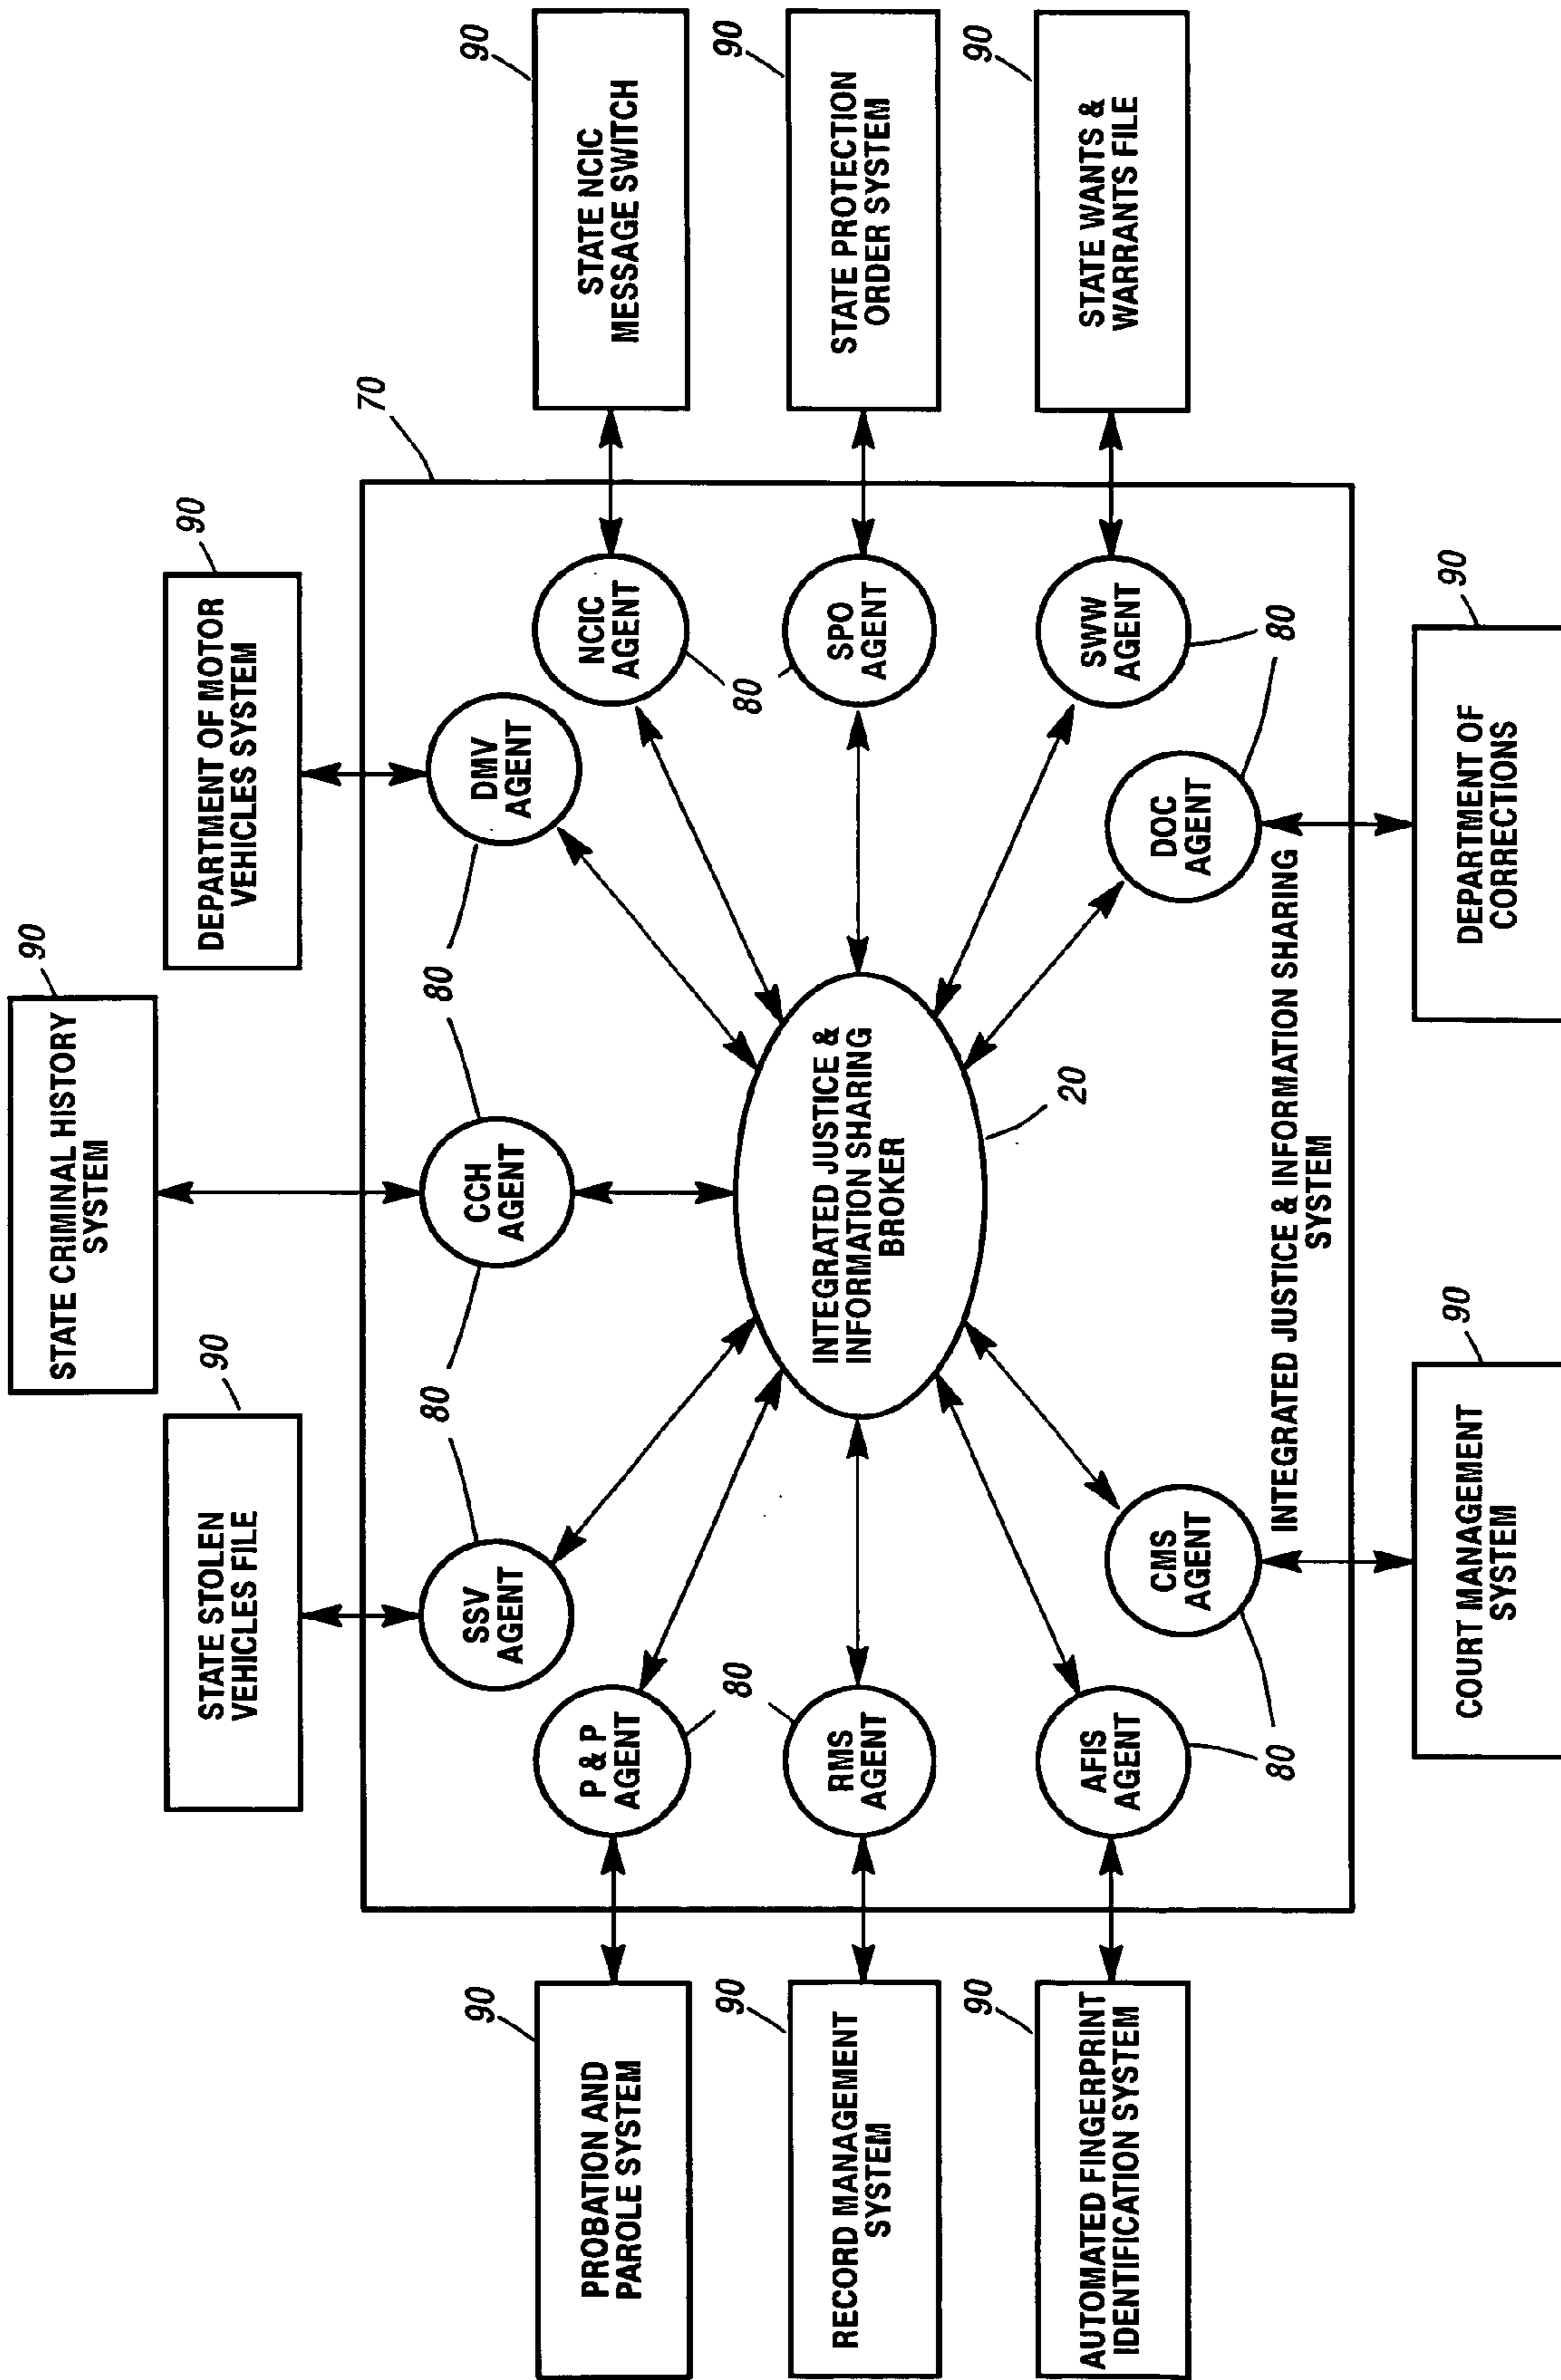 90
STATE CRIMINAL HISTORY
SYSTEM
90
STATE STOLEN
VEHICLES FILE
90
DEPARTMENT OF MOTOR
VEHICLES SYSTEM
70
80
80
SSV
AGENT
CCH
AGENT
DMV
AGENT
90
PROBATION AND
PAROLE SYSTEM
P & P
AGENT
NCIC
AGENT
90
STATE NCIC
MESSAGE SWITCH
80
80
90
RECORD MANAGEMENT
SYSTEM
RMS
AGENT
INTEGRATED JUSTICE &
INFORMATION SHARING
BROKER
SPO
AGENT
90
STATE PROTECTION
ORDER SYSTEM
20
90
AUTOMATED FINGERPRINT
IDENTIFICATION SYSTEM
AFIS
AGENT
SWW
AGENT
90
STATE WANTS &
WARRANTS FILE
CMS
AGENT
DOC
AGENT
80
80
INTEGRATED JUSTICE & INFORMATION SHARING
SYSTEM
90
COURT MANAGEMENT
SYSTEM
90
DEPARTMENT OF
CORRECTIONS